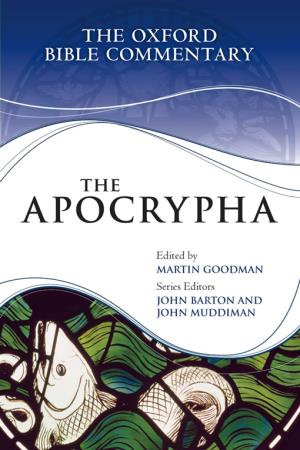 THE OXFORD
BIBLE COMMENTARY
THE
APOCRYPHA
Edited by
MARTIN GOODMAN
Series Editors
JOHN BARTON AND
JOHN MUDDIMAN